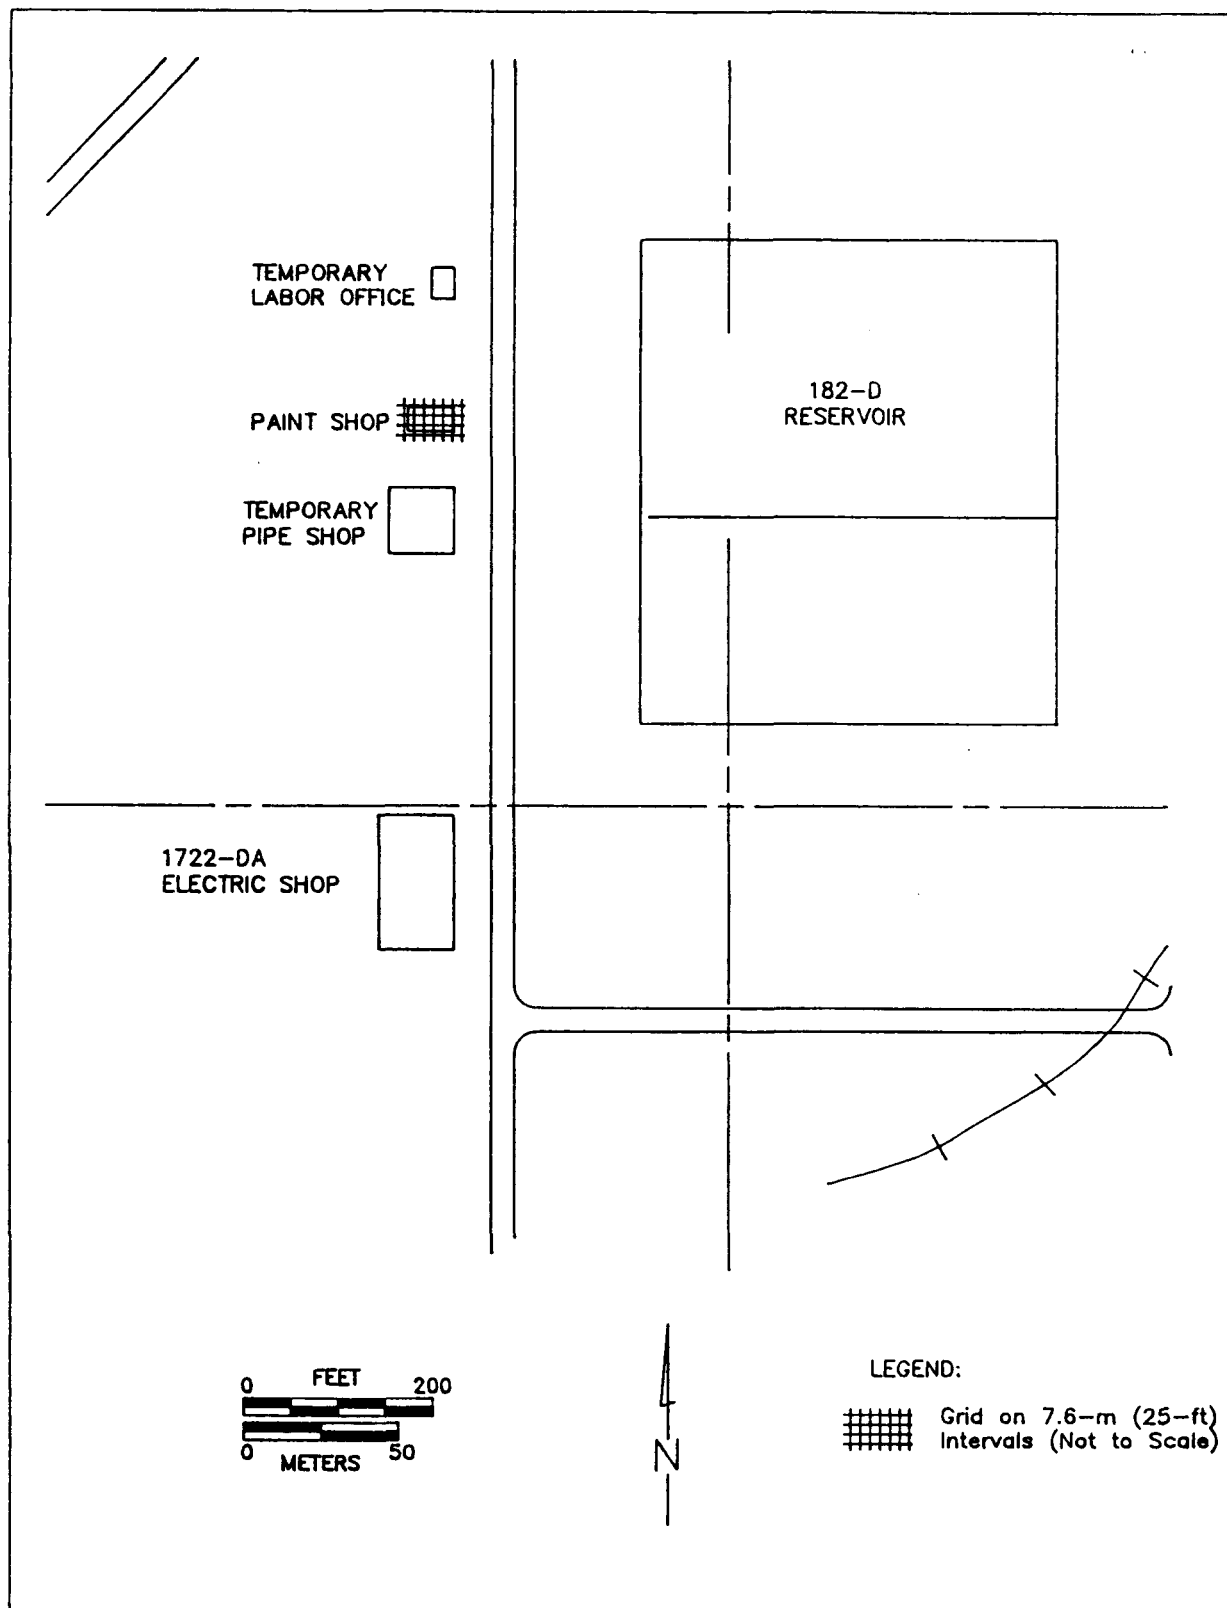 TEMPORARY
LABOR OFFICE
182-D
RESERVOIR
PAINT SHOP
TEMPORARY
PIPE SHOP
1722-DA
ELECTRIC SHOP
FEET
0 200
0 50
METERS
N
LEGEND:
Grid on 7.6-m (25-ft)
Intervals (Not to Scale)